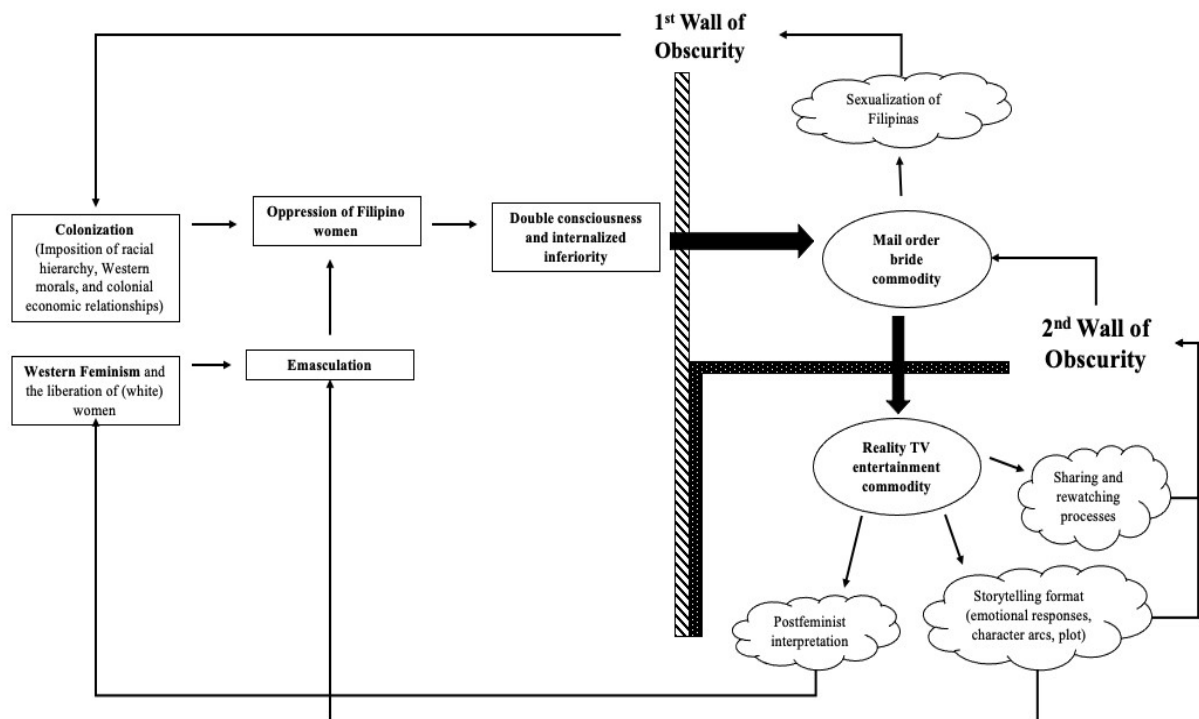 1st Wall of
Obscurity
Sexualization of
Filipinas
Colonization
(Imposition of racial
hierarchy, Western
morals, and colonial
economic relationships)
Oppression of Filipino
women
Double consciousness
and internalized
inferiority
Mail order
bride
commodity
2nd Wall of
Obscurity
Western Feminism and
the liberation of (white)
women
Emasculation
Reality TV
entertainment
commodity
Sharing and
rewatching
processes
Postfeminist
interpretation
Storytelling format
(emotional responses,
character arcs, plot)